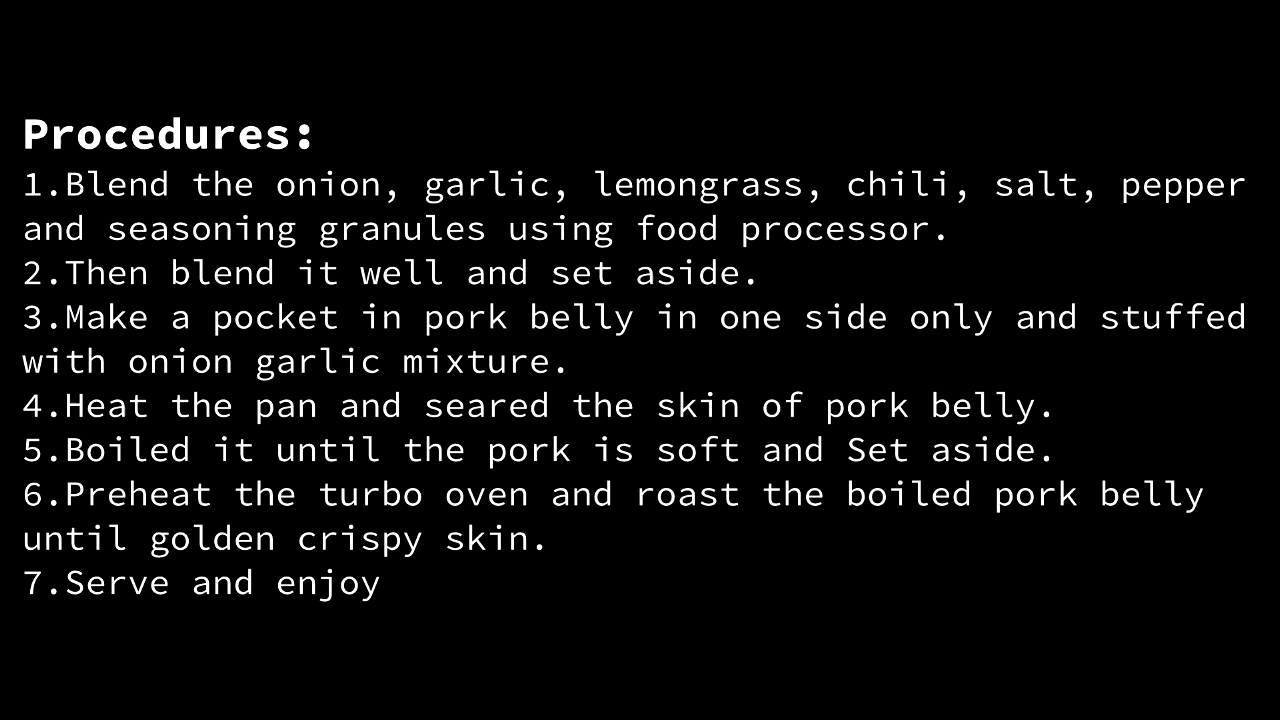 Procedures:
1.Blend the onion, garlic, lemongrass, chili, salt, pepper
and seasoning granules using food processor.
2.Then blend it well and set aside.
3.Make a pocket in pork belly in one side only and stuffed
with onion garlic mixture.
4.Heat the pan and seared the skin of pork belly.
5.Boiled it until the pork is soft and Set aside.
6.Preheat the turbo oven and roast the boiled pork belly
until golden crispy skin.
7.Serve and enjoy